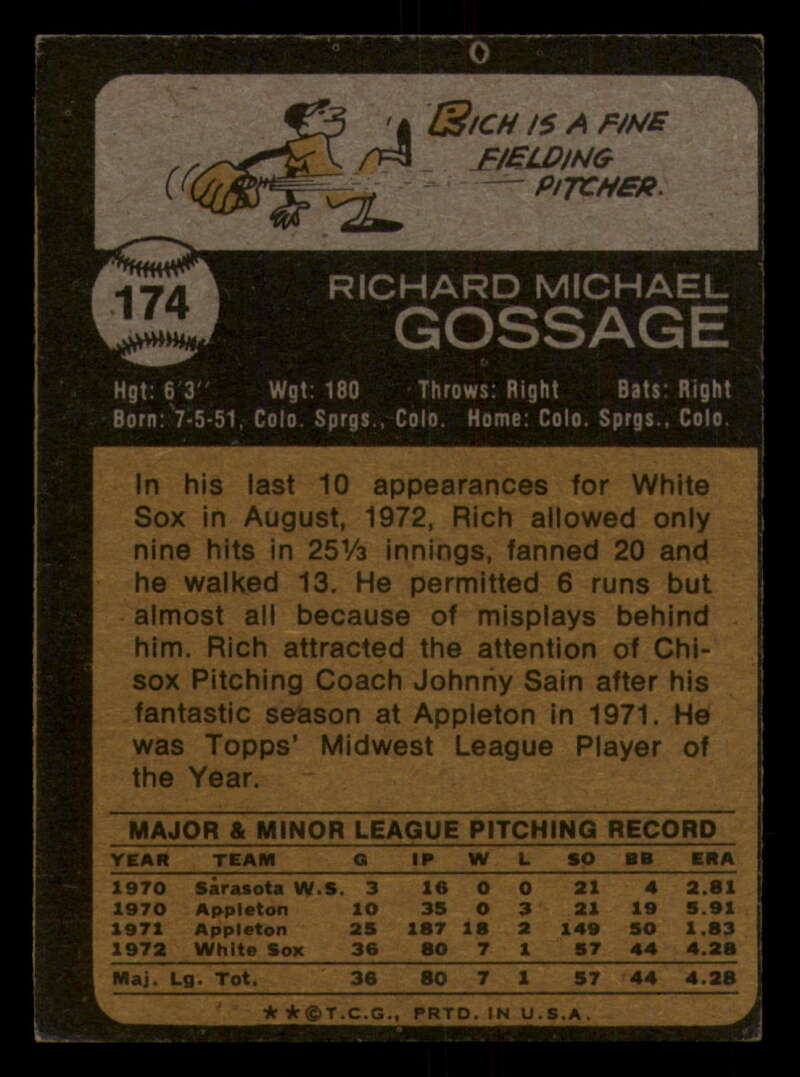 RICH IS A FINE
FIELDING
PITCHER.
174
RICHARD MICHAEL
GOSSAGE
Hgt: 6'3" Wgt: 180 Throws: Right Bats: Right
Born: 7-5-51, Colo. Sprgs., Colo. Home: Colo. Sprgs., Colo.
In his last 10 appearances for White
Sox in August, 1972, Rich allowed only
nine hits in 25⅓ innings, fanned 20 and
he walked 13. He permitted 6 runs but
almost all because of misplays behind
him. Rich attracted the attention of Chi-
sox Pitching Coach Johnny Sain after his
fantastic season at Appleton in 1971. He
was Topps' Midwest League Player of
the Year.
MAJOR & MINOR LEAGUE PITCHING RECORD
YEAR TEAM G IP W L SO BB ERA
1970 Sarasota W.S. 3 16 0 0 21 4 2.81
1970 Appleton 10 35 0 3 21 19 5.91
1971 Appleton 25 187 18 2 149 50 1.83
1972 White Sox 36 80 7 1 57 44 4.28
Maj. Lg. Tot. 36 80 7 1 57 44 4.28
★★©T.C.G., PRTD. IN U.S.A.